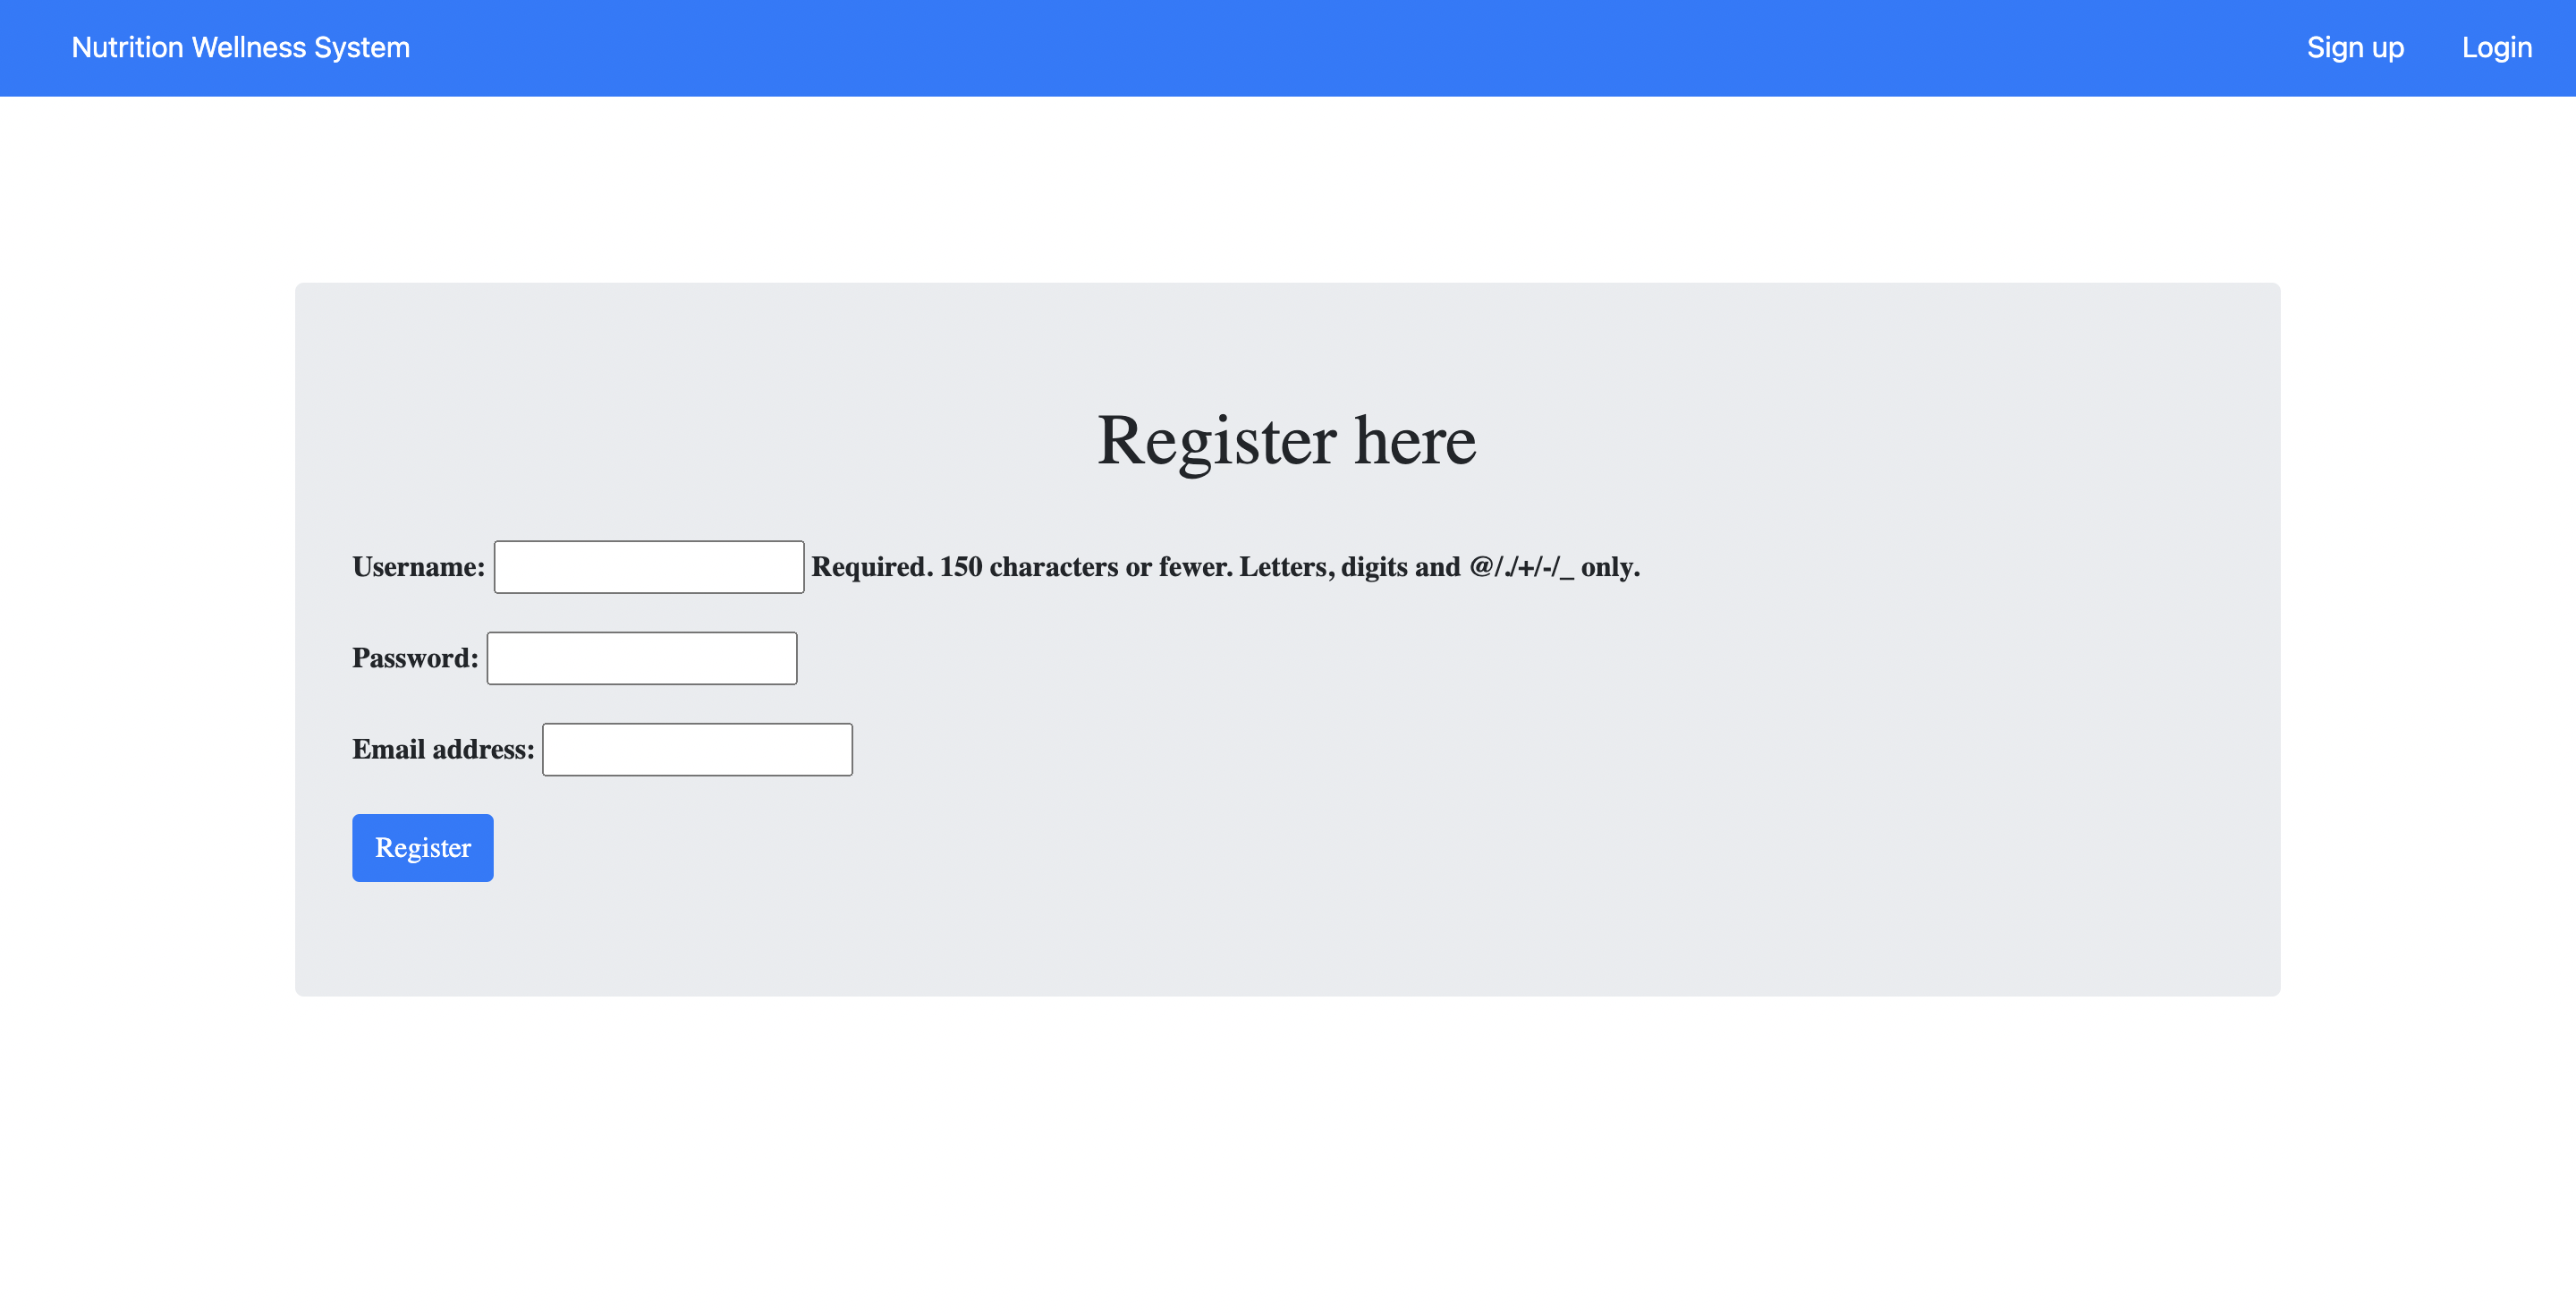 Nutrition Wellness System Sign up Login
Register here
Username: Required. 150 characters or fewer. Letters, digits and @/./+/-/_ only.
Password:
Email address:
Register